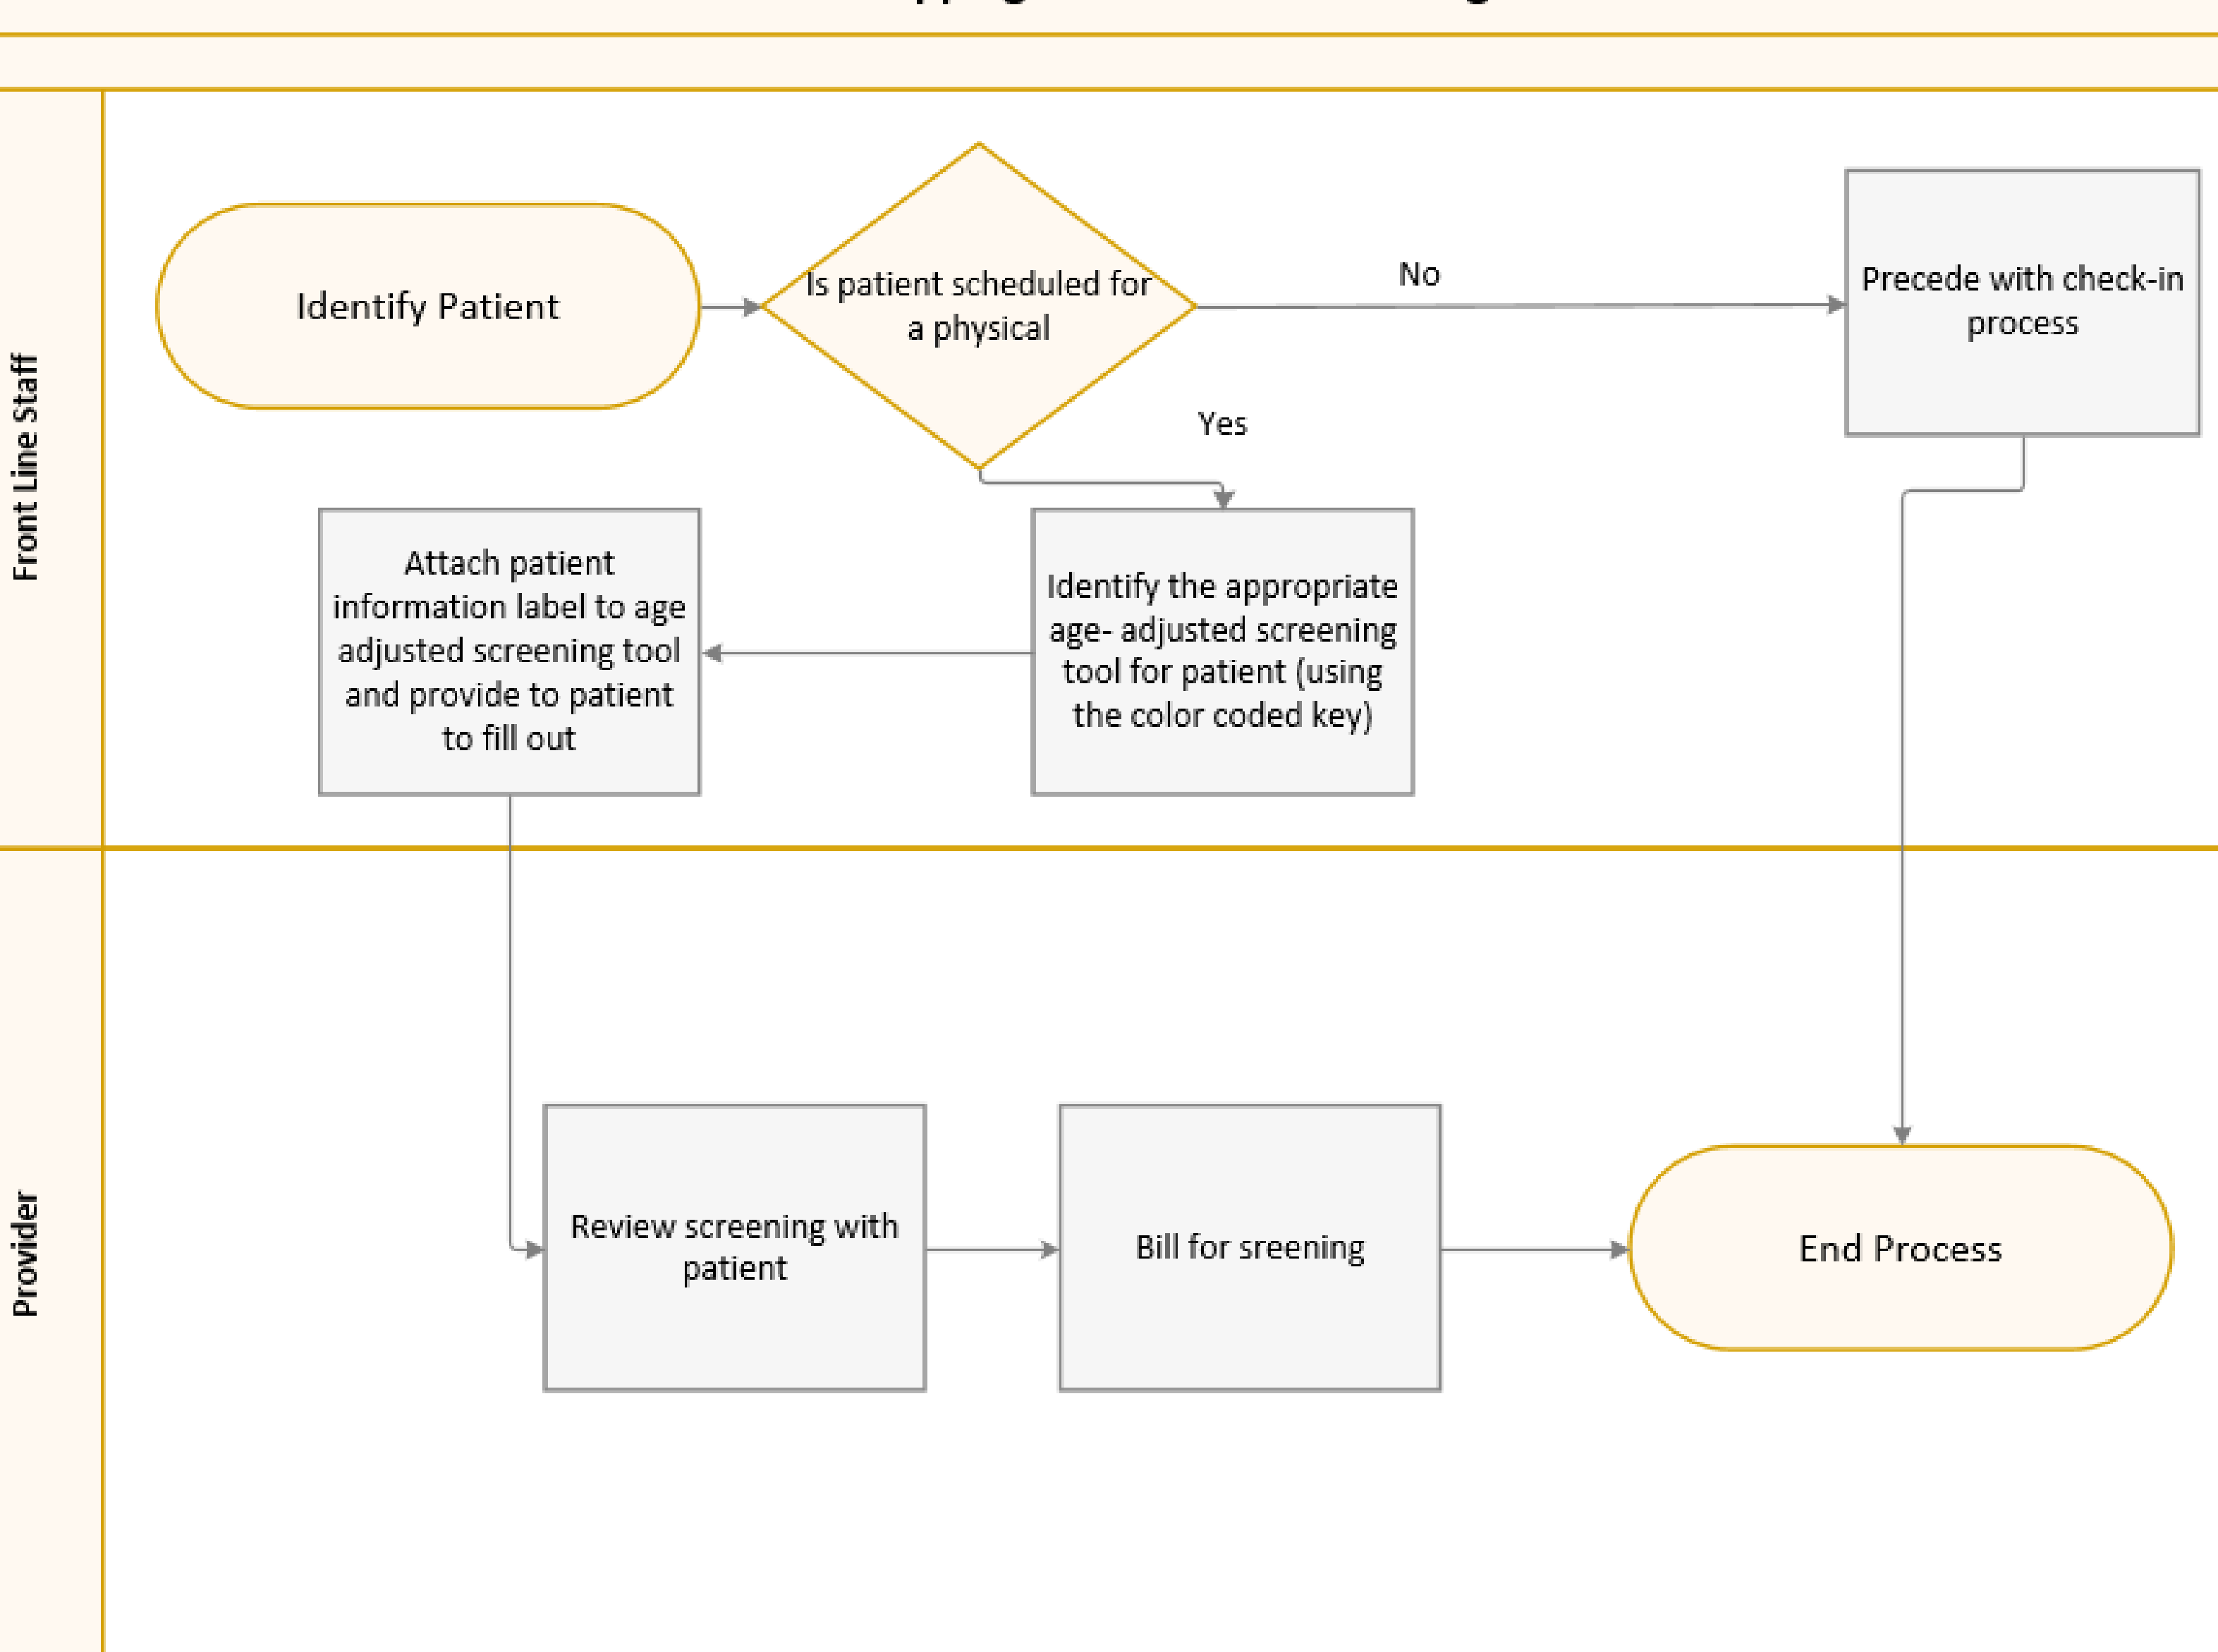 Front Line Staff
Identify Patient
Is patient scheduled for
a physical
No
Precede with check-in
process
Yes
Attach patient
information label to age
adjusted screening tool
and provide to patient
to fill out
Identify the appropriate
age- adjusted screening
tool for patient (using
the color coded key)
Provider
Review screening with
patient
Bill for sreening
End Process